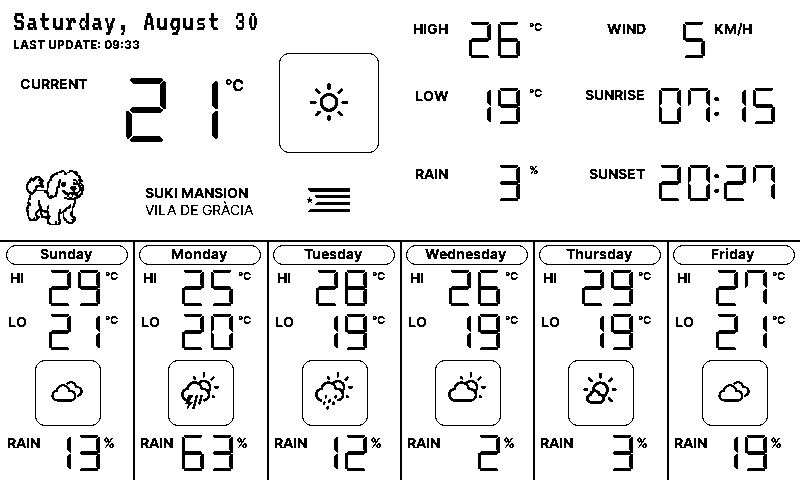 Saturday, August 30
LAST UPDATE: 09:33
CURRENT 21 °C
HIGH 26 °C
LOW 19 °C
RAIN 3 %
WIND 5 KM/H
SUNRISE 07:15
SUNSET 20:27
SUKI MANSION
VILA DE GRÀCIA
Sunday
HI 29 °C
LO 21 °C
RAIN 13 %
Monday
HI 25 °C
LO 20 °C
RAIN 63 %
Tuesday
HI 28 °C
LO 19 °C
RAIN 12 %
Wednesday
HI 26 °C
LO 19 °C
RAIN 2 %
Thursday
HI 29 °C
LO 19 °C
RAIN 3 %
Friday
HI 27 °C
LO 21 °C
RAIN 19 %